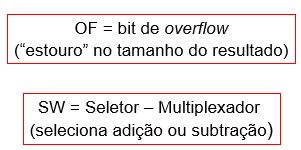 OF = bit de overflow
(“estouro” no tamanho do resultado)
SW = Seletor – Multiplexador
(seleciona adição ou subtração)